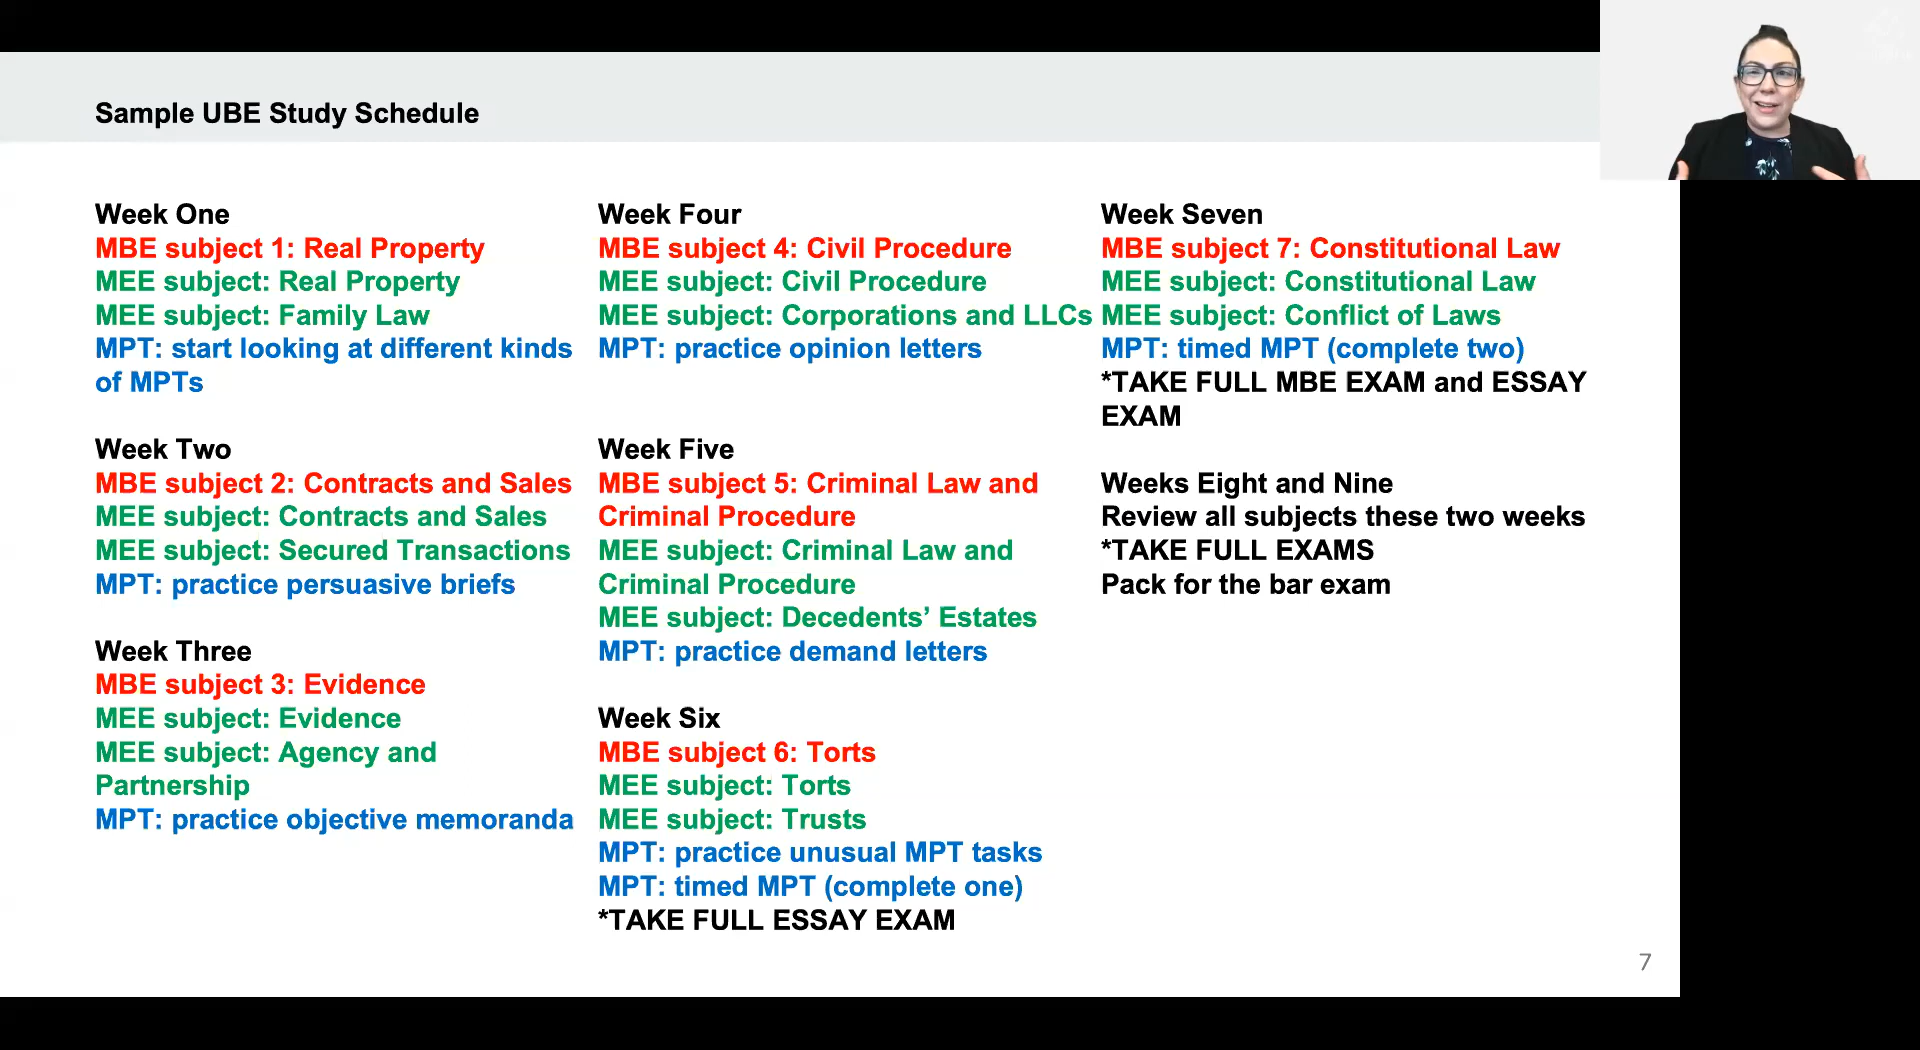 Sample UBE Study Schedule
Week One
MBE subject 1: Real Property
MEE subject: Real Property
MEE subject: Family Law
MPT: start looking at different kinds
of MPTs
Week Two
MBE subject 2: Contracts and Sales
MEE subject: Contracts and Sales
MEE subject: Secured Transactions
MPT: practice persuasive briefs
Week Three
MBE subject 3: Evidence
MEE subject: Evidence
MEE subject: Agency and
Partnership
MPT: practice objective memoranda
Week Four
MBE subject 4: Civil Procedure
MEE subject: Civil Procedure
MEE subject: Corporations and LLCs
MPT: practice opinion letters
Week Five
MBE subject 5: Criminal Law and
Criminal Procedure
MEE subject: Criminal Law and
Criminal Procedure
MEE subject: Decedents’ Estates
MPT: practice demand letters
Week Six
MBE subject 6: Torts
MEE subject: Torts
MEE subject: Trusts
MPT: practice unusual MPT tasks
MPT: timed MPT (complete one)
*TAKE FULL ESSAY EXAM
Week Seven
MBE subject 7: Constitutional Law
MEE subject: Constitutional Law
MEE subject: Conflict of Laws
MPT: timed MPT (complete two)
*TAKE FULL MBE EXAM and ESSAY
EXAM
Weeks Eight and Nine
Review all subjects these two weeks
*TAKE FULL EXAMS
Pack for the bar exam
7